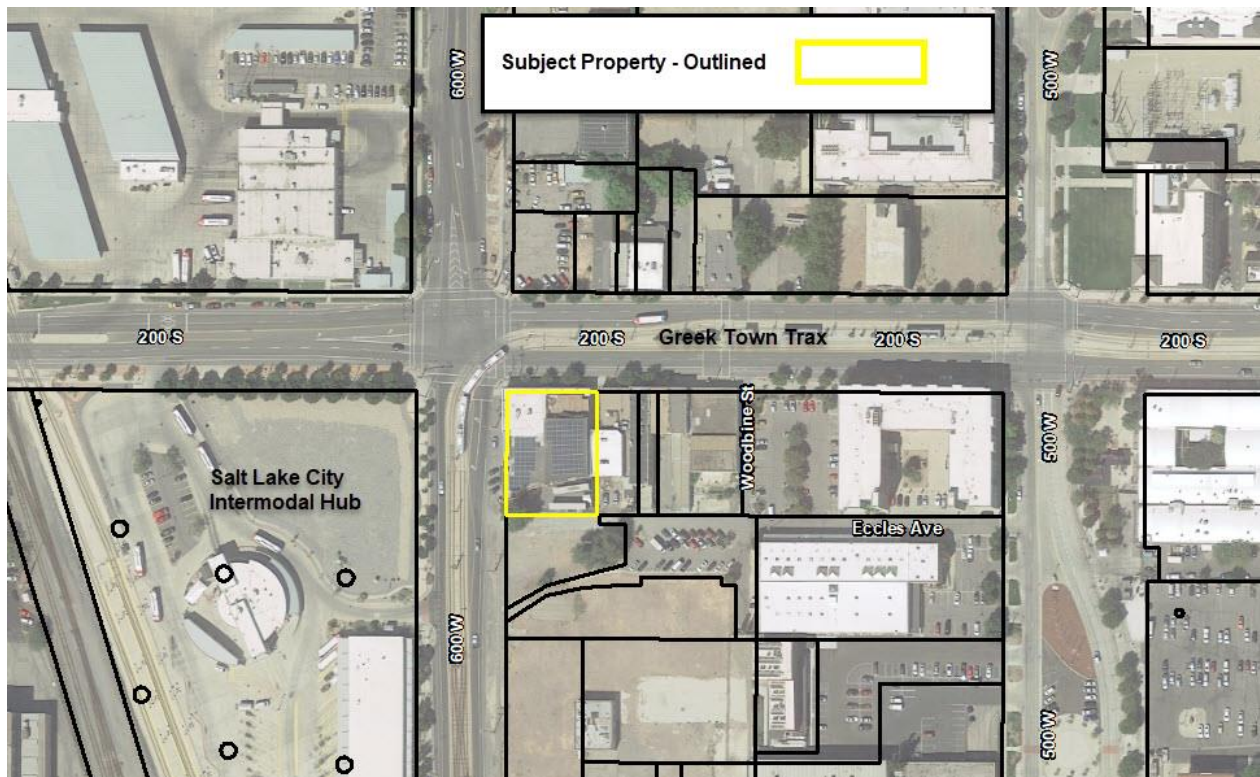 Subject Property - Outlined
600 W
500 W
200 S
200 S
Greek Town Trax
200 S
200 S
Woodbine St
500 W
Salt Lake City
Intermodal Hub
Eccles Ave
600 W
500 W